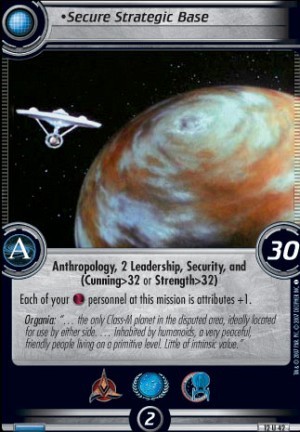 •Secure Strategic Base
A
30
Anthropology, 2 Leadership, Security, and
(Cunning>32 or Strength>32)
Each of your personnel at this mission is attributes +1.
Organia: “... the only Class-M planet in the disputed area, ideally
located for use by either side. ... Inhabited by humanoids, a very peaceful,
friendly people living on a primitive level. Little of intrinsic value.”
2